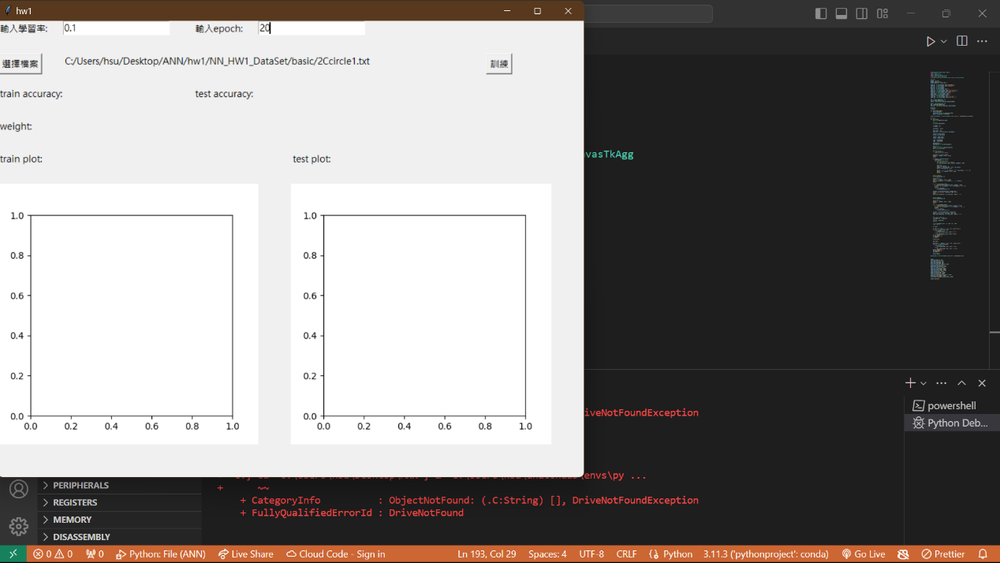 hw1
輸入學習率: 0.1 輸入epoch: 20
選擇檔案 C:/Users/hsu/Desktop/ANN/hw1/NN_HW1_DataSet/basic/2Ccircle1.txt 訓練
train accuracy: test accuracy:
weight:
vasTkAgg
train plot: test plot:
1.0 1.0
0.8 0.8
0.6 0.6
0.4 0.4
0.2 0.2
0.0 0.0
0.0 0.2 0.4 0.6 0.8 1.0 0.0 0.2 0.4 0.6 0.8 1.0
powershell
iveNotFoundException
Python Deb...
envs\py ...
PERIPHERALS
+ ~~
REGISTERS
+ CategoryInfo : ObjectNotFound: (.C:String) [], DriveNotFoundException
+ FullyQualifiedErrorId : DriveNotFound
MEMORY
DISASSEMBLY
0 0 0 Python: File (ANN) Live Share Cloud Code - Sign in Ln 193, Col 29 Spaces: 4 UTF-8 CRLF Python 3.11.3 ('pythonproject': conda) Go Live Prettier